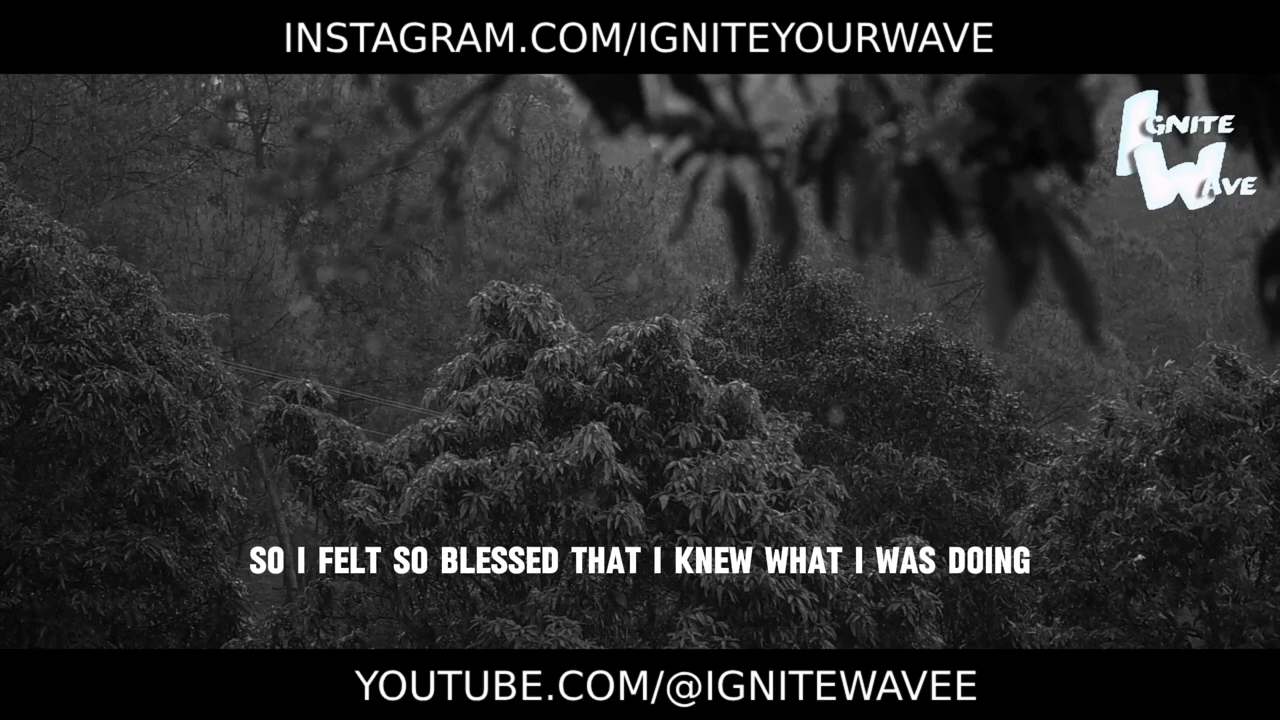 INSTAGRAM.COM/IGNITEYOURWAVE
IGNITE
WAVE
SO I FELT SO BLESSED THAT I KNEW WHAT I WAS DOING
YOUTUBE.COM/@IGNITEWAVEE